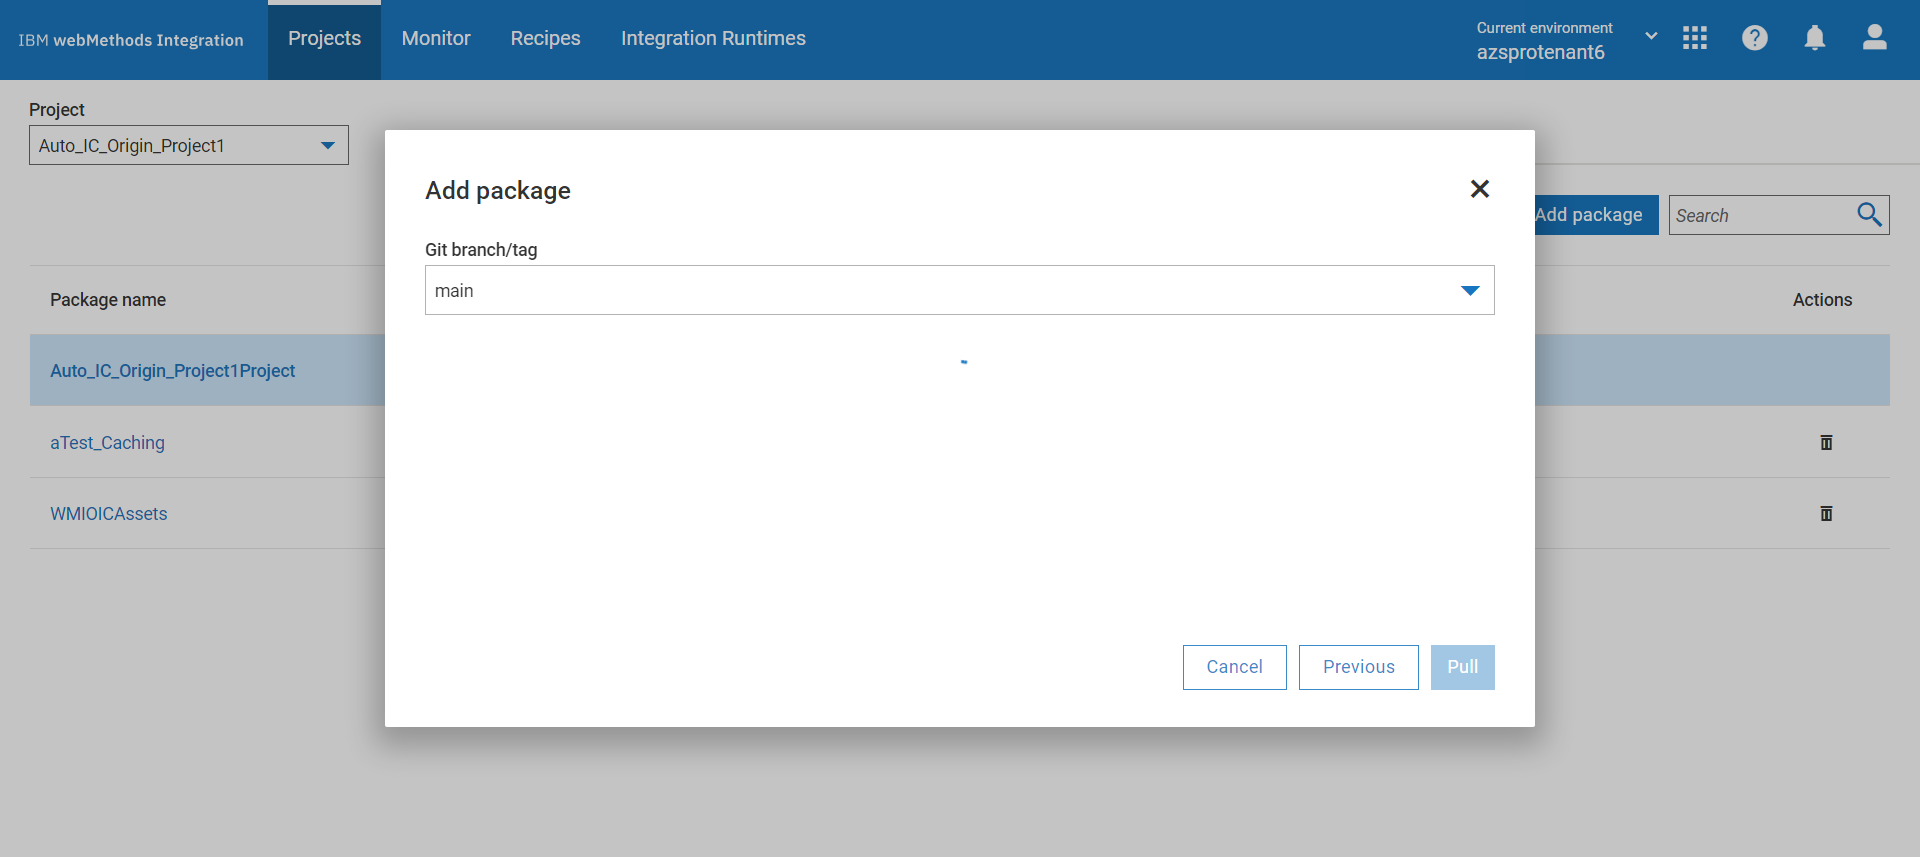 IBM webMethods Integration
Projects
Monitor
Recipes
Integration Runtimes
Current environment
azsprotenant6
Project
Auto_IC_Origin_Project1
Add package
Search
Package name
Actions
Auto_IC_Origin_Project1Project
aTest_Caching
WMIOICAssets
Add package
Git branch/tag
main
Cancel
Previous
Pull